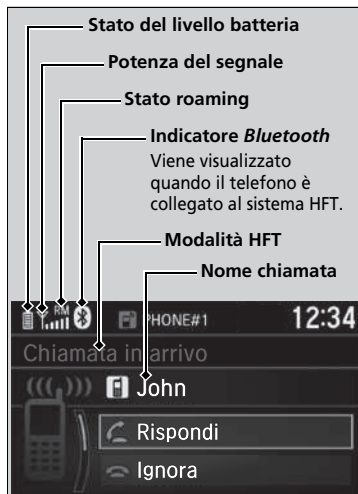 Stato del livello batteria
Potenza del segnale
Stato roaming
Indicatore Bluetooth
Viene visualizzato
quando il telefono è
collegato al sistema HFT.
Modalità HFT
Nome chiamata
RM PHONE#1 12:34
Chiamata in arrivo
John
Rispondi
Ignora